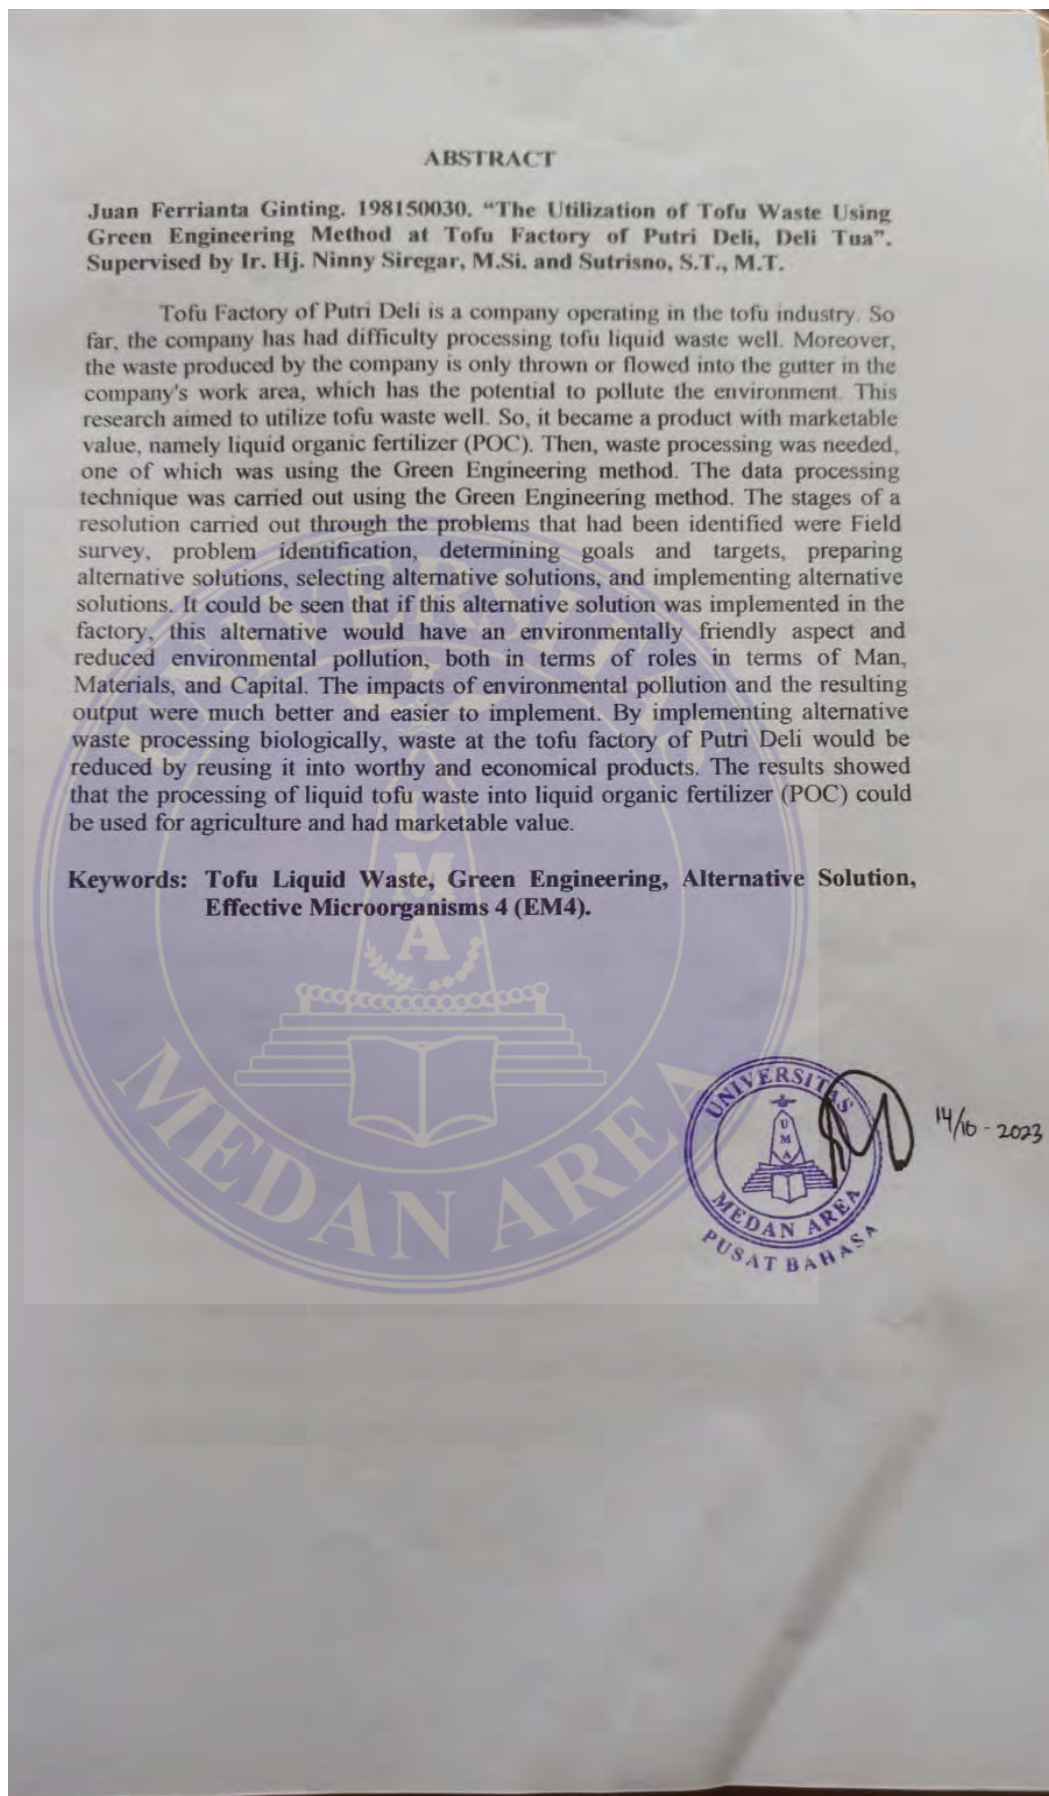 ABSTRACT
Juan Ferrianta Ginting. 198150030. “The Utilization of Tofu Waste Using
Green Engineering Method at Tofu Factory of Putri Deli, Deli Tua”.
Supervised by Ir. Hj. Ninny Siregar, M.Si. and Sutrisno, S.T., M.T.
Tofu Factory of Putri Deli is a company operating in the tofu industry. So
far, the company has had difficulty processing tofu liquid waste well. Moreover,
the waste produced by the company is only thrown or flowed into the gutter in the
company's work area, which has the potential to pollute the environment. This
research aimed to utilize tofu waste well. So, it became a product with marketable
value, namely liquid organic fertilizer (POC). Then, waste processing was needed,
one of which was using the Green Engineering method. The data processing
technique was carried out using the Green Engineering method. The stages of a
resolution carried out through the problems that had been identified were Field
survey, problem identification, determining goals and targets, preparing
alternative solutions, selecting alternative solutions, and implementing alternative
solutions. It could be seen that if this alternative solution was implemented in the
factory, this alternative would have an environmentally friendly aspect and
reduced environmental pollution, both in terms of roles in terms of Man,
Materials, and Capital. The impacts of environmental pollution and the resulting
output were much better and easier to implement. By implementing alternative
waste processing biologically, waste at the tofu factory of Putri Deli would be
reduced by reusing it into worthy and economical products. The results showed
that the processing of liquid tofu waste into liquid organic fertilizer (POC) could
be used for agriculture and had marketable value.
Keywords: Tofu Liquid Waste, Green Engineering, Alternative Solution,
Effective Microorganisms 4 (EM4).
UNIVERSITAS
UMA
MEDAN AREA
UNIVERSITAS
UMA
MEDAN AREA
PUSAT BAHASA
14/10 - 2023